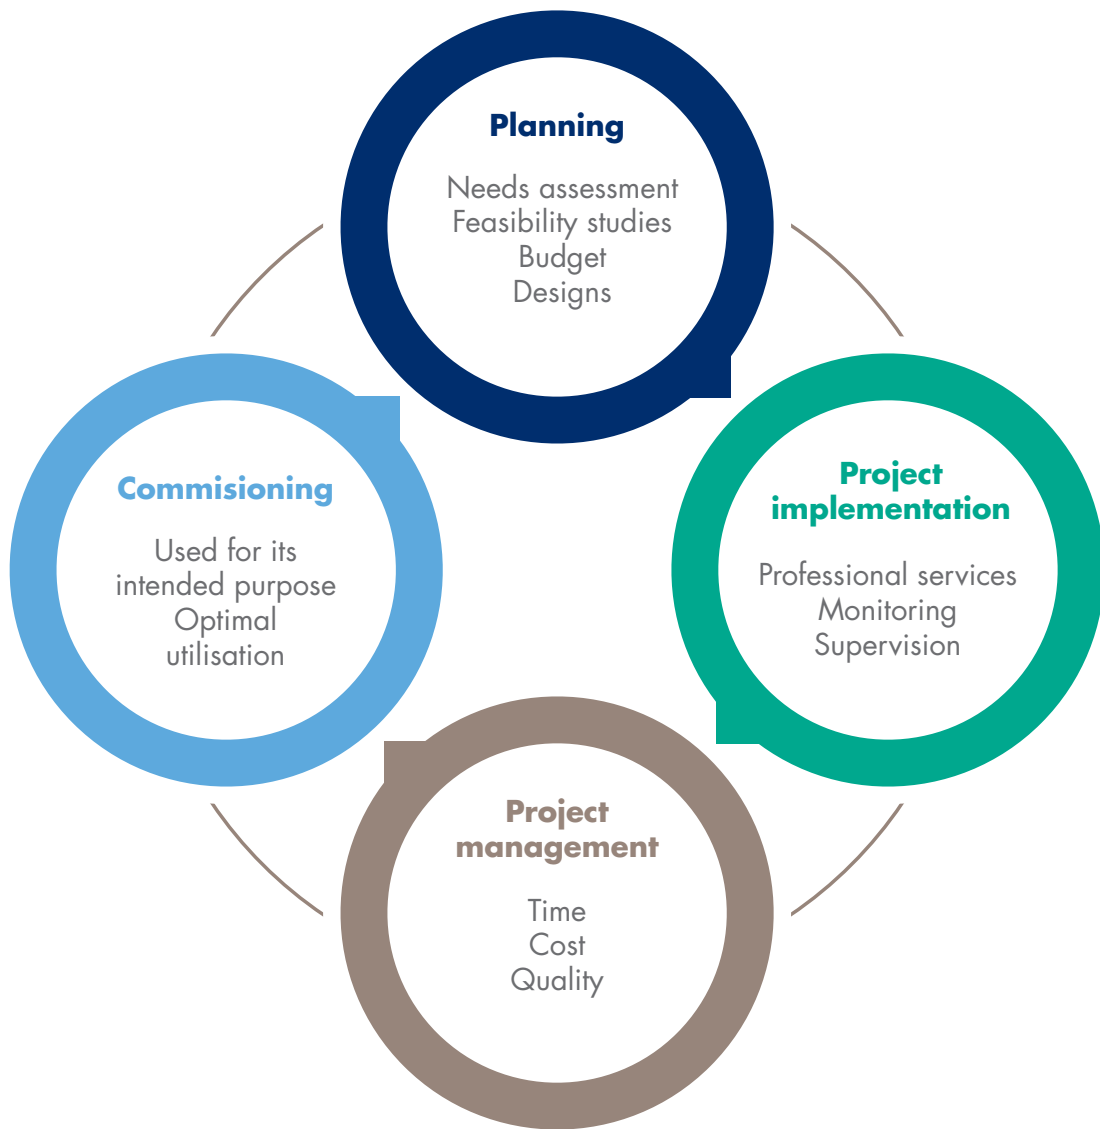 Planning
Needs assessment
Feasibility studies
Budget
Designs
Project
implementation
Professional services
Monitoring
Supervision
Project
management
Time
Cost
Quality
Commisioning
Used for its
intended purpose
Optimal
utilisation